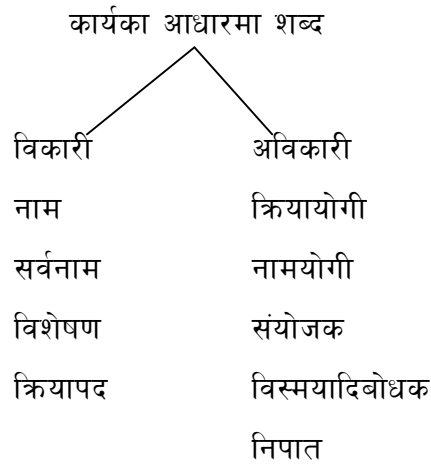 कार्यका आधारमा शब्द
विकारी अविकारी
नाम क्रियायोगी
सर्वनाम नामयोगी
विशेषण संयोजक
क्रियापद विस्मयादिबोधक
निपात